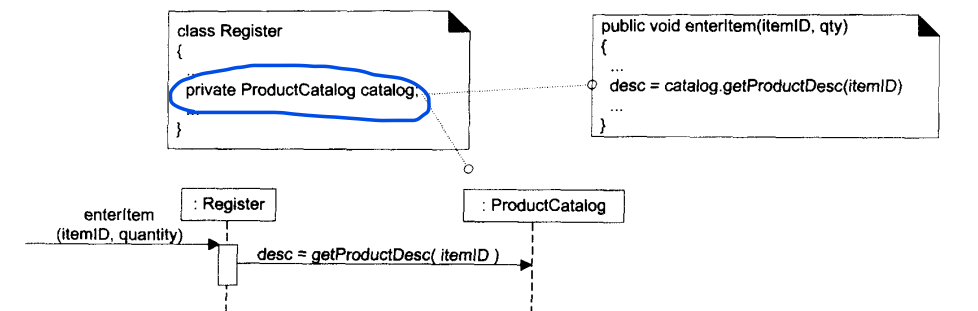 class Register
{
...
private ProductCatalog catalog;
...
}
public void enterItem(itemID, qty)
{
...
desc = catalog.getProductDesc(itemID)
...
}
: Register
: ProductCatalog
enterItem
(itemID, quantity)
desc = getProductDesc( itemID )